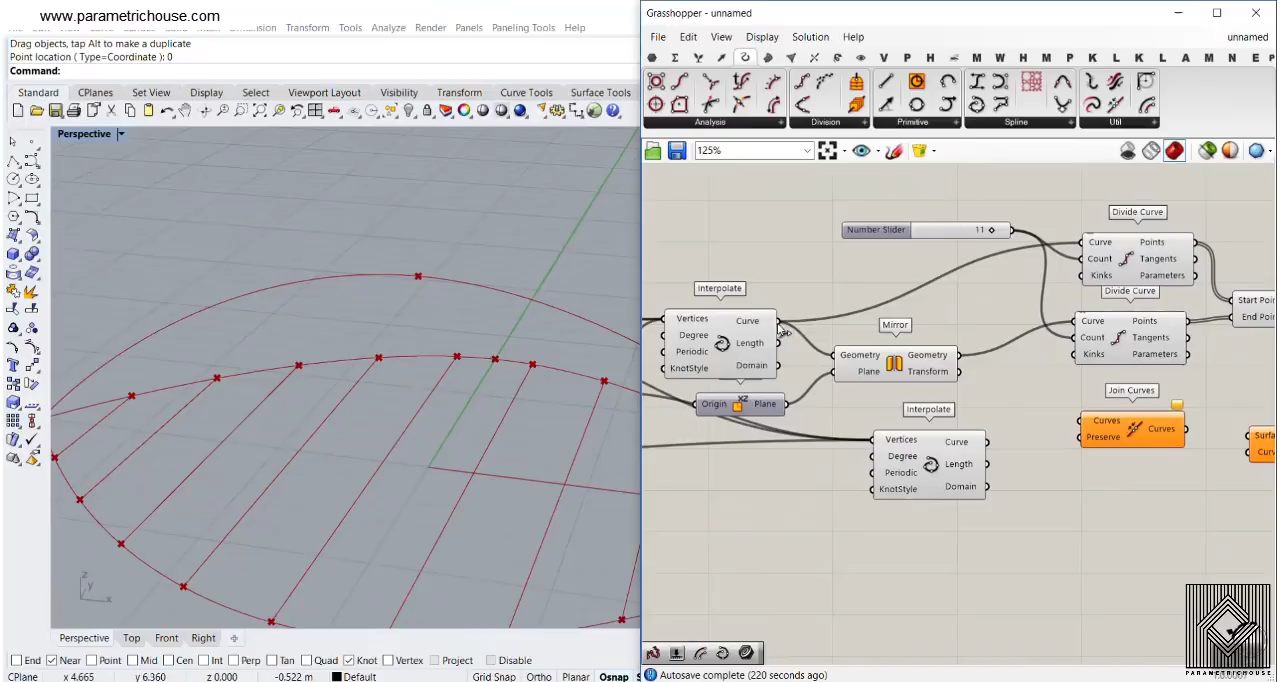 www.parametrichouse.com
Transform Tools Analyze Render Panels Paneling Tools Help
Drag objects, tap Alt to make a duplicate
Point location ( Type=Coordinate ): 0
Command:
Standard CPlanes Set View Display Select Viewport Layout Visibility Transform Curve Tools Surface Tools
Perspective
z
y
x
Perspective Top Front Right
End Near Point Mid Cen Int Perp Tan Quad Knot Vertex Project Disable
CPlane x 4.665 y 6.360 z 0.000 -0.522 m Default Grid Snap Ortho Planar Osnap
Grasshopper - unnamed
File Edit View Display Solution Help unnamed
V P H M W H M P K L A M N E
Analysis Division Primitive Spline Util
125%
Divide Curve
Number Slider 11
Curve Points
Count Tangents
Kinks Parameters
Interpolate
Divide Curve
Start Poi
End Poi
Vertices Curve
Degree Length
Periodic
KnotStyle Domain
Mirror
Curve Points
Count Tangents
Kinks Parameters
Geometry Geometry
Plane Transform
Join Curves
Origin XZ Plane
Interpolate
Curves Curves
Preserve
Surfa
Curv
Vertices Curve
Degree Length
Periodic
KnotStyle Domain
PARAMETRICHOUSE
Autosave complete (220 seconds ago)